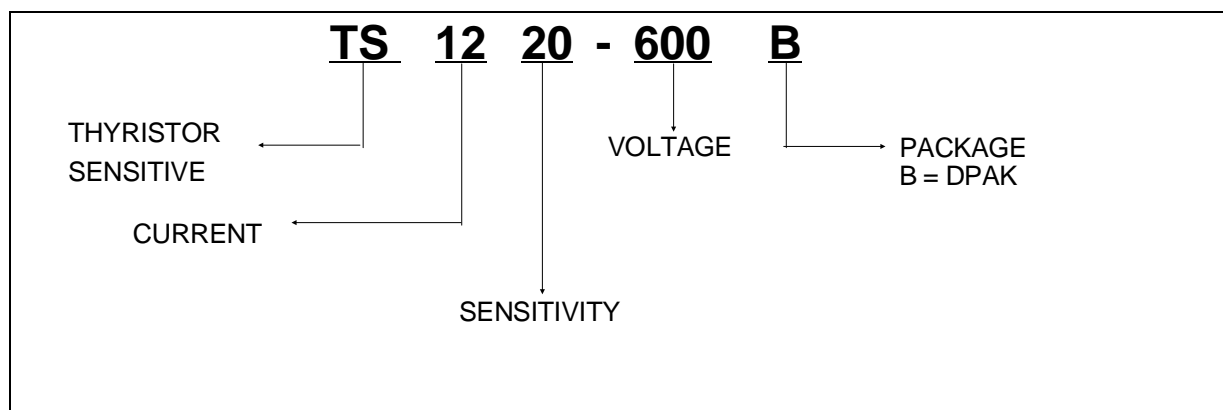 TS 12 20 - 600 B
THYRISTOR
SENSITIVE
CURRENT
SENSITIVITY
VOLTAGE
PACKAGE
B = DPAK